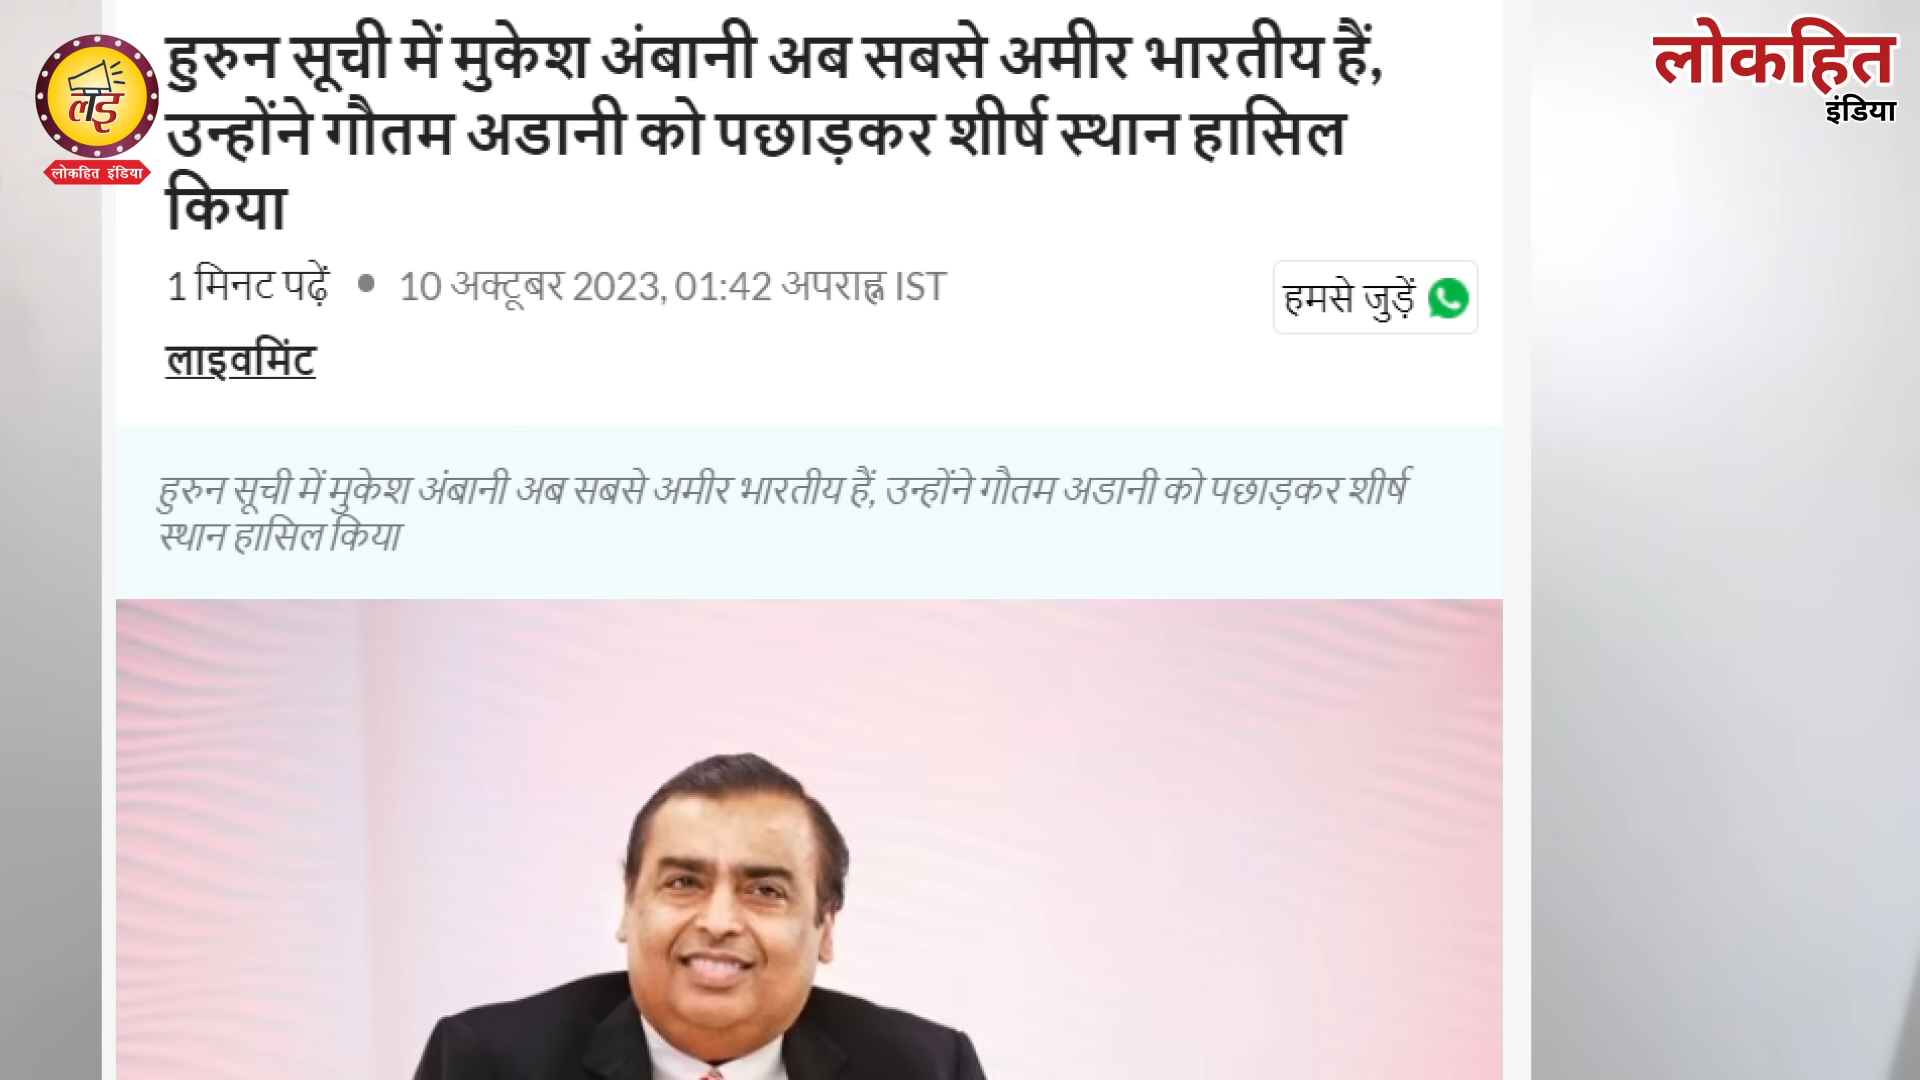 हुरुन सूची में मुकेश अंबानी अब सबसे अमीर भारतीय हैं,
उन्होंने गौतम अडानी को पछाड़कर शीर्ष स्थान हासिल
किया
लइ
लोकहित इंडिया
लोकहित
इंडिया
1 मिनट पढ़ें • 10 अक्टूबर 2023, 01:42 अपराह्न IST
हमसे जुड़ें
लाइवमिंट
हुरुन सूची में मुकेश अंबानी अब सबसे अमीर भारतीय हैं, उन्होंने गौतम अडानी को पछाड़कर शीर्ष
स्थान हासिल किया